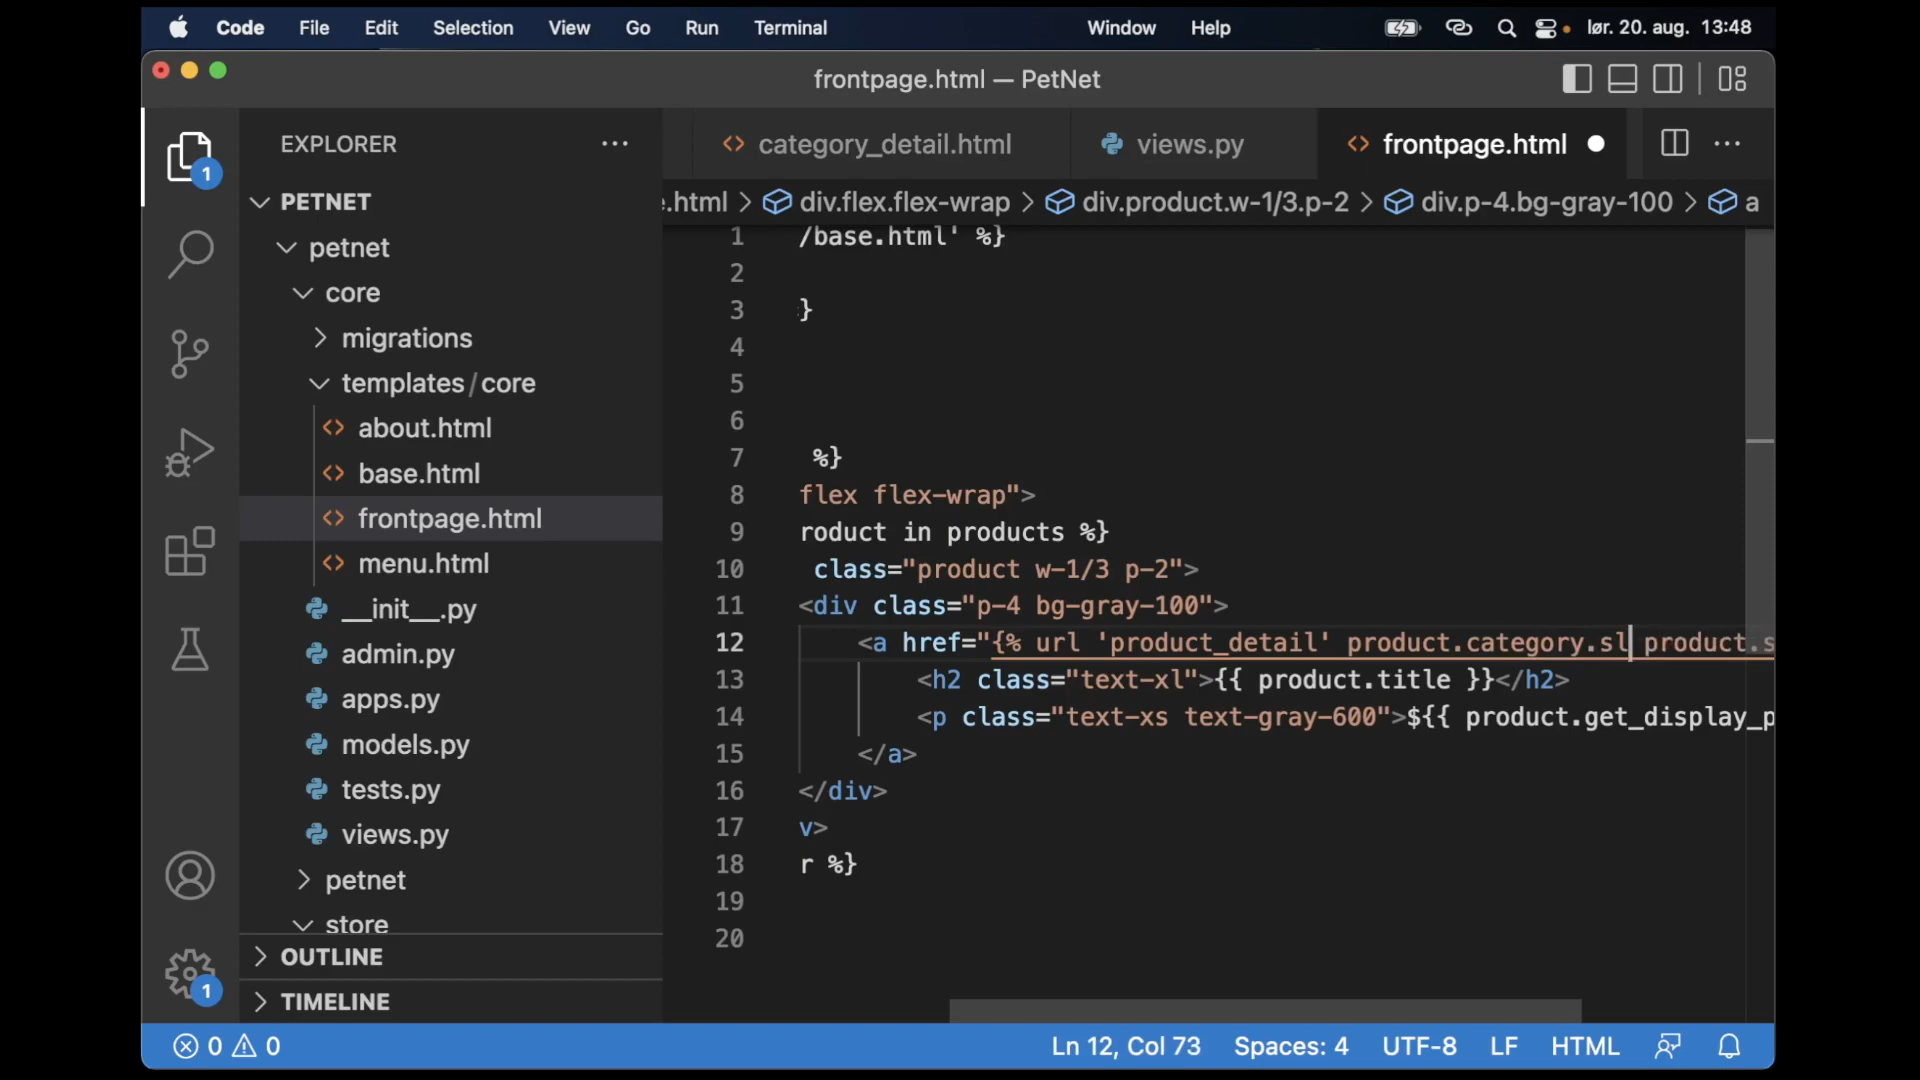 Code File Edit Selection View Go Run Terminal Window Help lør. 20. aug. 13:48
frontpage.html — PetNet
EXPLORER
1
PETNET
petnet
core
migrations
templates/core
about.html
base.html
frontpage.html
menu.html
__init__.py
admin.py
apps.py
models.py
tests.py
views.py
petnet
store
OUTLINE
TIMELINE
1
category_detail.html views.py frontpage.html
.html > div.flex.flex-wrap > div.product.w-1/3.p-2 > div.p-4.bg-gray-100 > a
1 /base.html' %}
2
3 }
4
5
6
7 %}
8 flex flex-wrap">
9 roduct in products %}
10 class="product w-1/3 p-2">
11 <div class="p-4 bg-gray-100">
12 <a href="{% url 'product_detail' product.category.sl product.s
13 <h2 class="text-xl">{{ product.title }}</h2>
14 <p class="text-xs text-gray-600">${{ product.get_display_p
15 </a>
16 </div>
17 v>
18 r %}
19
20
0 0 Ln 12, Col 73 Spaces: 4 UTF-8 LF HTML